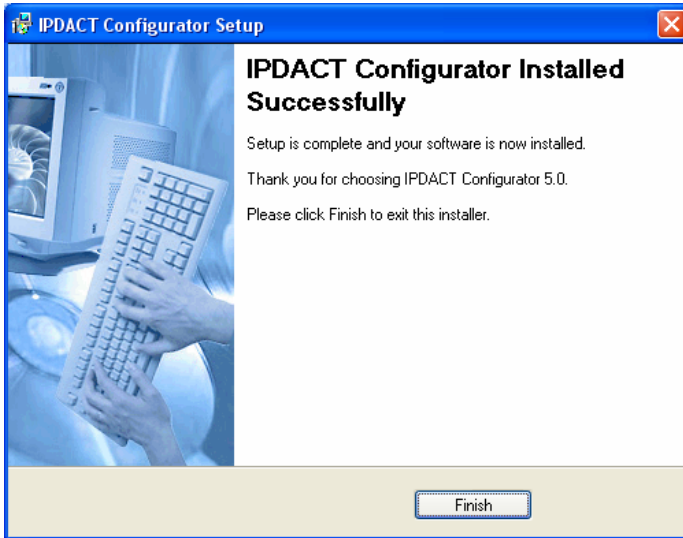 IPDACT Configurator Setup
IPDACT Configurator Installed
Successfully
Setup is complete and your software is now installed.
Thank you for choosing IPDACT Configurator 5.0.
Please click Finish to exit this installer.
Finish